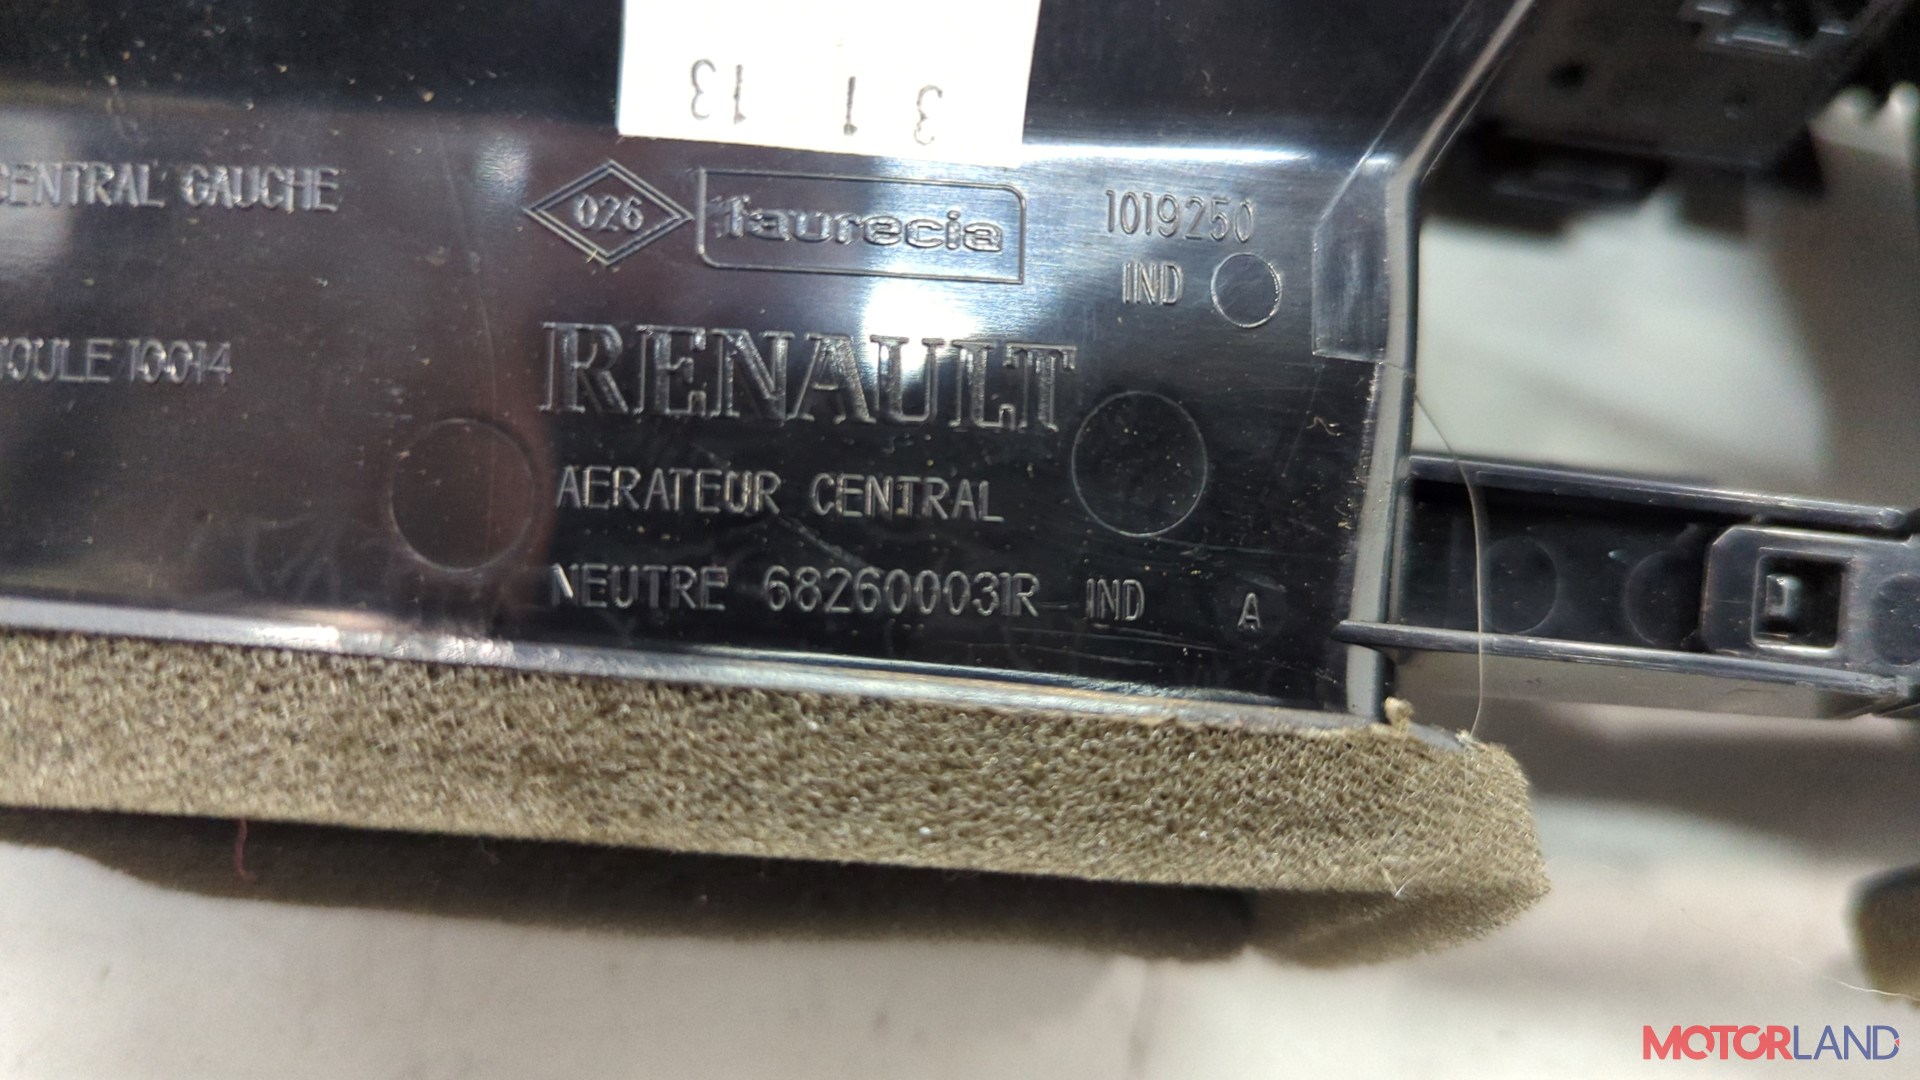 3 1 13
CENTRAL GAUCHE
026
faurecia
1019250
IND
MOULE 10014
RENAULT
AERATEUR CENTRAL
NEUTRE 682600031R IND A
MOTORLAND